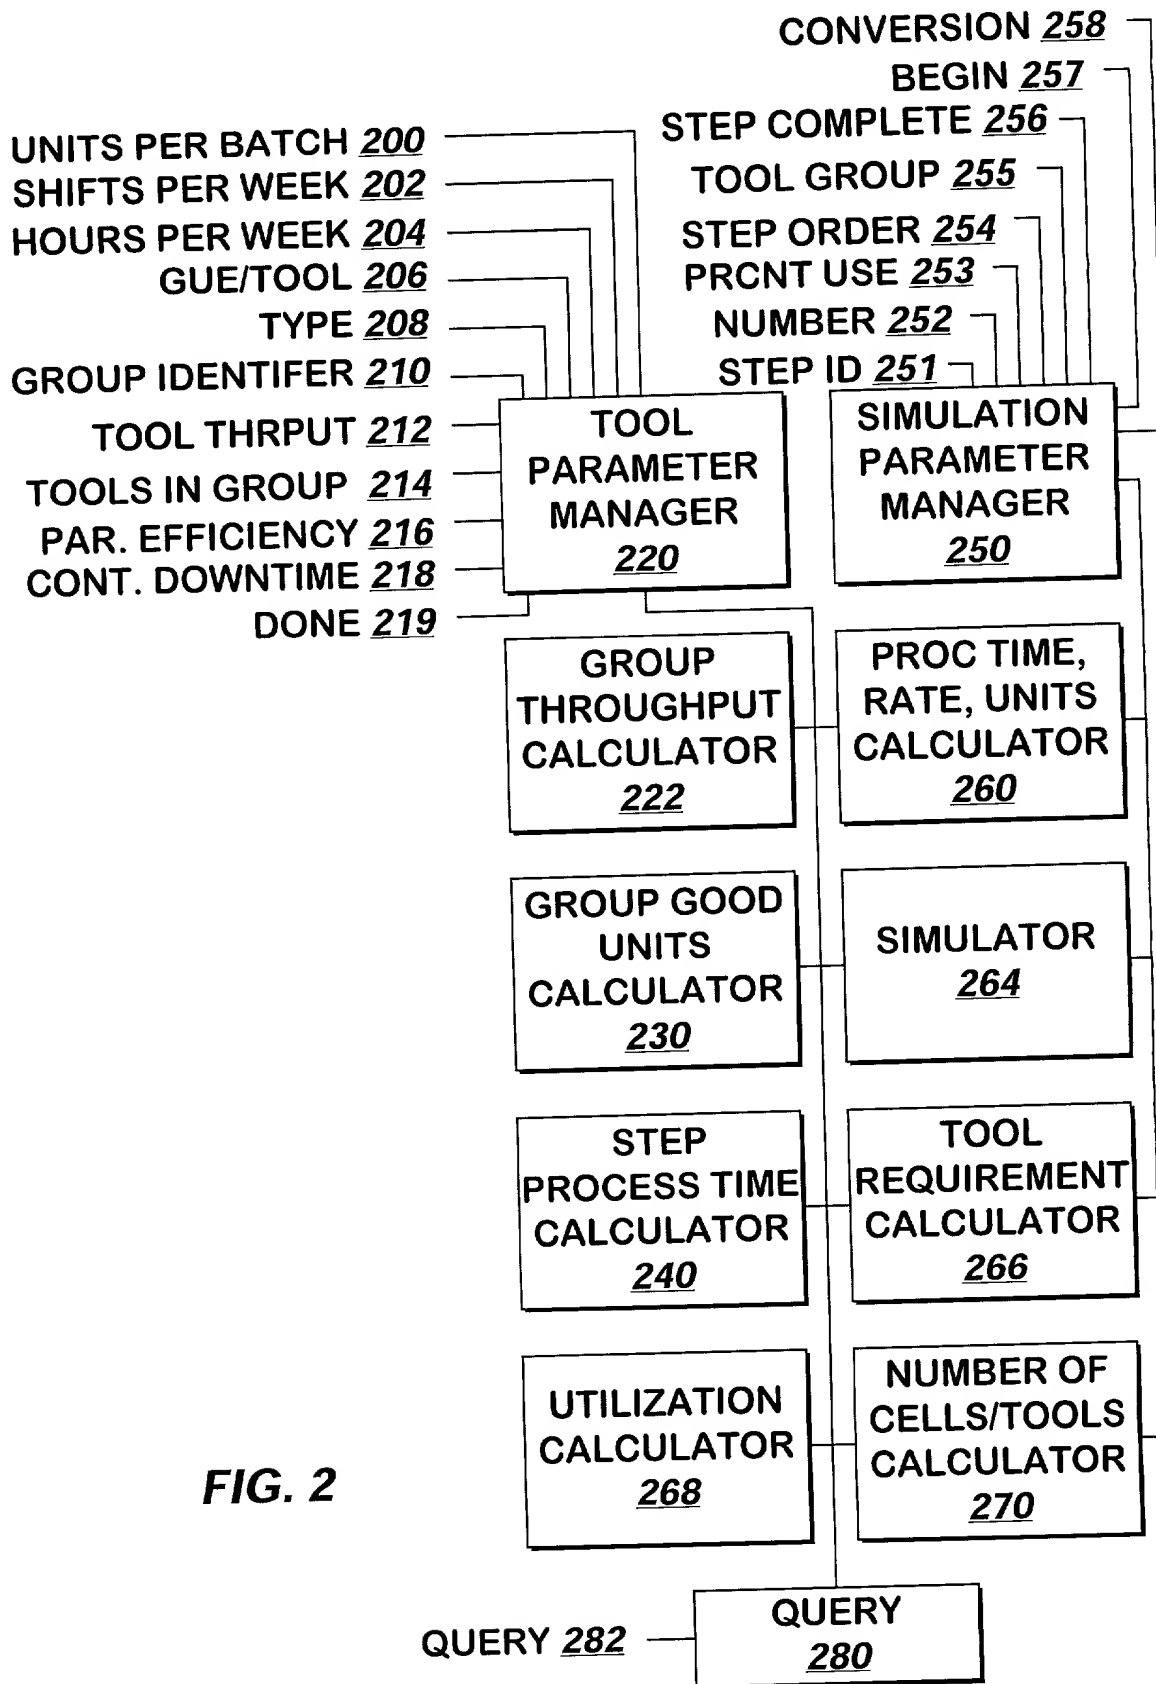 CONVERSION 258
BEGIN 257
STEP COMPLETE 256
TOOL GROUP 255
STEP ORDER 254
PRCNT USE 253
NUMBER 252
STEP ID 251
UNITS PER BATCH 200
SHIFTS PER WEEK 202
HOURS PER WEEK 204
GUE/TOOL 206
TYPE 208
GROUP IDENTIFER 210
TOOL THRPUT 212
TOOLS IN GROUP 214
PAR. EFFICIENCY 216
CONT. DOWNTIME 218
DONE 219
TOOL
PARAMETER
MANAGER
220
SIMULATION
PARAMETER
MANAGER
250
GROUP
THROUGHPUT
CALCULATOR
222
PROC TIME,
RATE, UNITS
CALCULATOR
260
GROUP GOOD
UNITS
CALCULATOR
230
SIMULATOR
264
STEP
PROCESS TIME
CALCULATOR
240
TOOL
REQUIREMENT
CALCULATOR
266
UTILIZATION
CALCULATOR
268
NUMBER OF
CELLS/TOOLS
CALCULATOR
270
FIG. 2
QUERY 282
QUERY
280